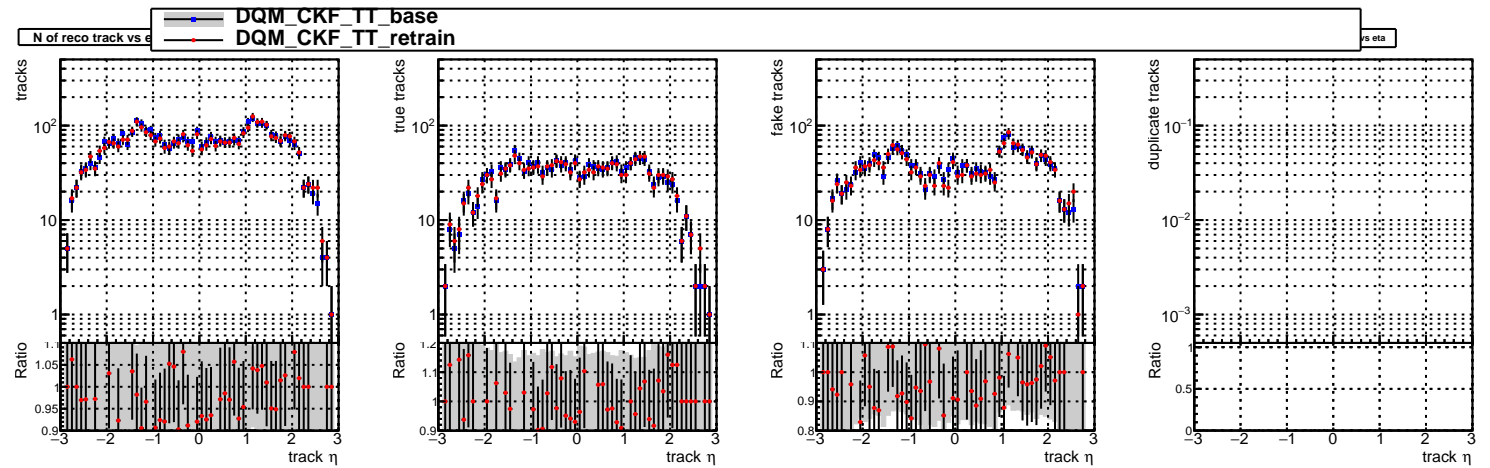 DQM_CKF_TT_base
DQM_CKF_TT_retrain
N of reco track vs e
vs eta
tracks
10²
10
1
Ratio
1.1
1.05
1
0.95
0.9
−3 −2 −1 0 1 2 3
track η
true tracks
10²
10
1
Ratio
1.2
1.1
1
0.9
−3 −2 −1 0 1 2 3
track η
fake tracks
10²
10
1
Ratio
1.1
1
0.9
0.8
−3 −2 −1 0 1 2 3
track η
duplicate tracks
10⁻¹
10⁻²
10⁻³
Ratio
1
0.5
0
−3 −2 −1 0 1 2 3
track η